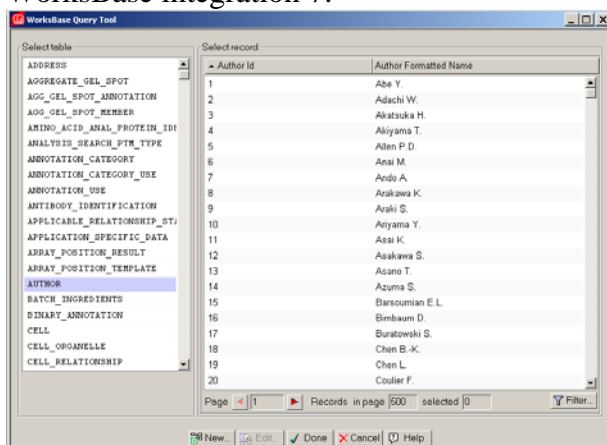 WorksBase integration 7.
WorksBase Query Tool
Select table
ADDRESS
AGGREGATE_GEL_SPOT
AGG_GEL_SPOT_ANNOTATION
AGG_GEL_SPOT_MEMBER
AMINO_ACID_ANAL_PROTEIN_IDE
ANALYSIS_SEARCH_PTM_TYPE
ANNOTATION_CATEGORY
ANNOTATION_CATEGORY_USE
ANNOTATION_USE
ANTIBODY_IDENTIFICATION
APPLICABLE_RELATIONSHIP_STA
APPLICATION_SPECIFIC_DATA
ARRAY_POSITION_RESULT
ARRAY_POSITION_TEMPLATE
AUTHOR
BATCH_INGREDIENTS
BINARY_ANNOTATION
CELL
CELL_ORGANELLE
CELL_RELATIONSHIP
Select record
Author Id Author Formatted Name
1 Abe Y.
2 Adachi W.
3 Akatsuka H.
4 Akiyama T.
5 Allen P.D.
6 Anai M.
7 Ando A.
8 Arakawa K.
9 Araki S.
10 Ariyama Y.
11 Asai K.
12 Asakawa S.
13 Asano T.
14 Azuma S.
15 Barsoumian E.L.
16 Birnbaum D.
17 Buratowski S.
18 Chen B.-K.
19 Chen L.
20 Coulier F.
Page 1 Records in page 500 selected 0 Filter...
New... Edit... Done Cancel Help